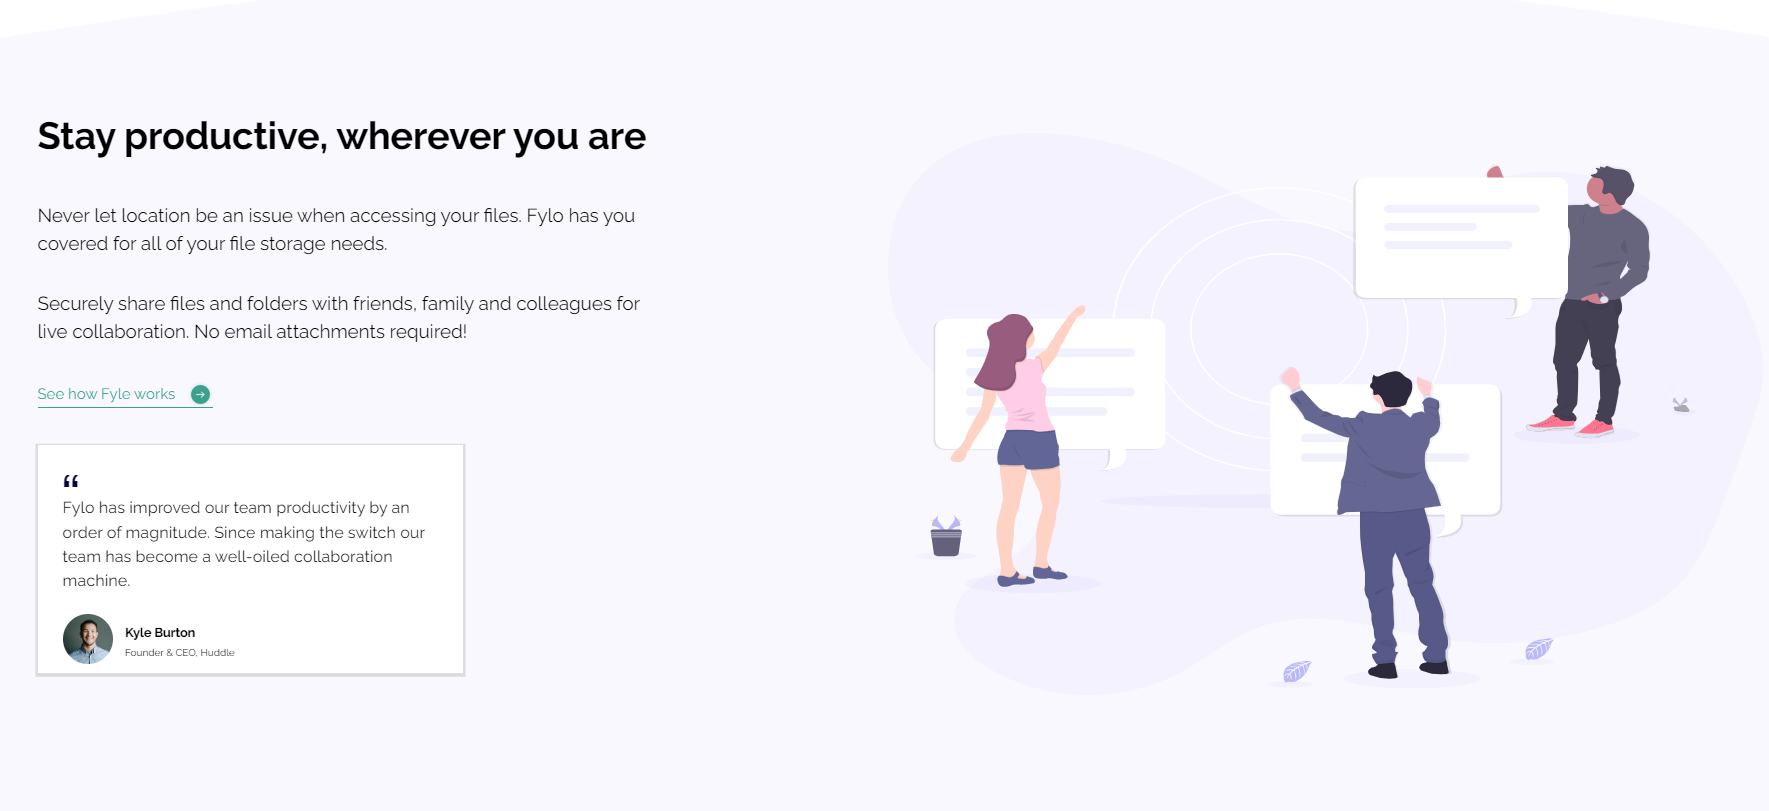 Stay productive, wherever you are
Never let location be an issue when accessing your files. Fylo has you
covered for all of your file storage needs.
Securely share files and folders with friends, family and colleagues for
live collaboration. No email attachments required!
See how Fyle works
“
Fylo has improved our team productivity by an
order of magnitude. Since making the switch our
team has become a well-oiled collaboration
machine.
Kyle Burton
Founder & CEO, Huddle